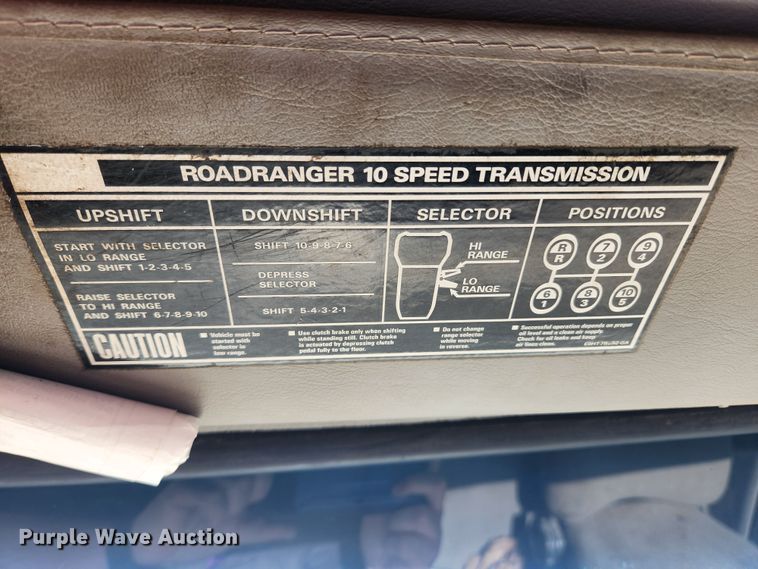 ROADRANGER 10 SPEED TRANSMISSION
UPSHIFT
START WITH SELECTOR
IN LO RANGE
AND SHIFT 1-2-3-4-5
RAISE SELECTOR
TO HI RANGE
AND SHIFT 6-7-8-9-10
DOWNSHIFT
SHIFT 10-9-8-7-6
DEPRESS
SELECTOR
SHIFT 5-4-3-2-1
SELECTOR
HI
RANGE
LO
RANGE
POSITIONS
R 7 9
R 2 4
6 8 10
1 3 5
CAUTION
■ Vehicle must be
started with
selector in
low range.
■ Use clutch brake only when shifting
while standing still. Clutch brake
is actuated by depressing clutch
pedal fully to the floor.
■ Do not change
range selector
while moving
in reverse.
■ Successful operation depends on proper
oil level and a clean air supply.
Check for oil leaks and keep
air lines clean.
Purple Wave Auction